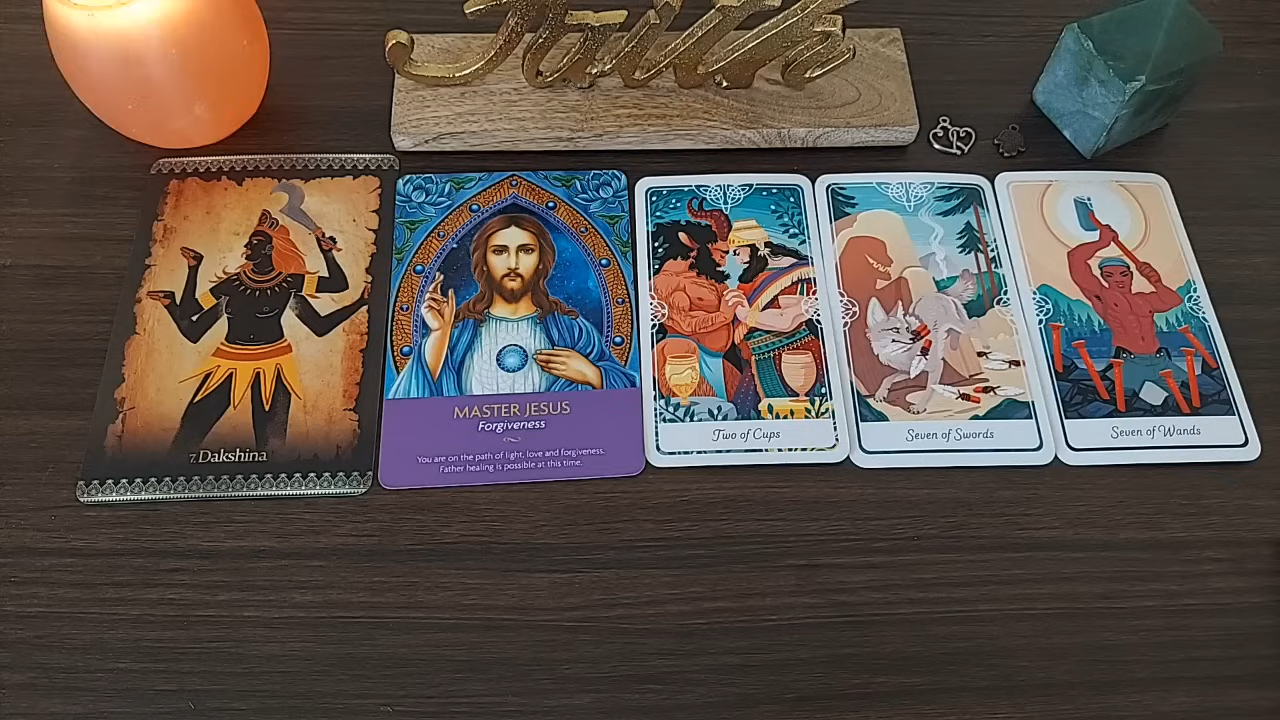 Faith
7. Dakshina
MASTER JESUS
Forgiveness
You are on the path of light, love and forgiveness.
Father healing is possible at this time.
Two of Cups
Seven of Swords
Seven of Wands